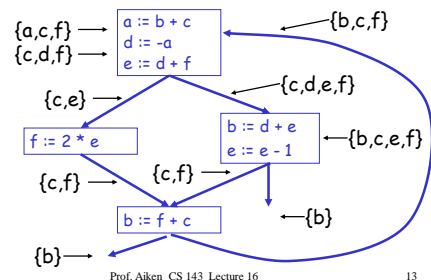 a := b + c
{b,c,f}
{a,c,f}
d := -a
{c,d,f}
e := d + f
{c,e}
{c,d,e,f}
f := 2 * e
b := d + e
e := e - 1
{b,c,e,f}
{c,f}
{c,f}
b := f + c
{b}
{b}
Prof. Aiken CS 143 Lecture 16
13